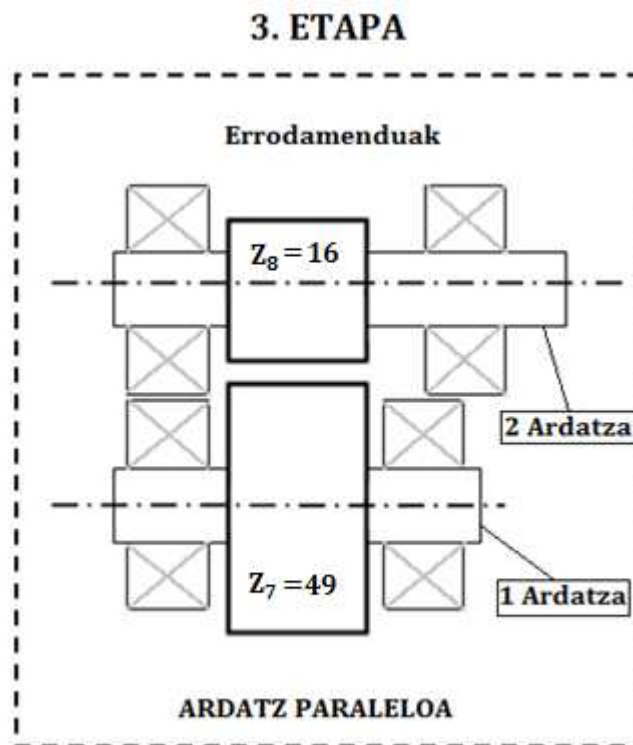 3. ETAPA
Errodamenduak
Z₈ = 16
2 Ardatza
Z₇ =49
1 Ardatza
ARDATZ PARALELOA